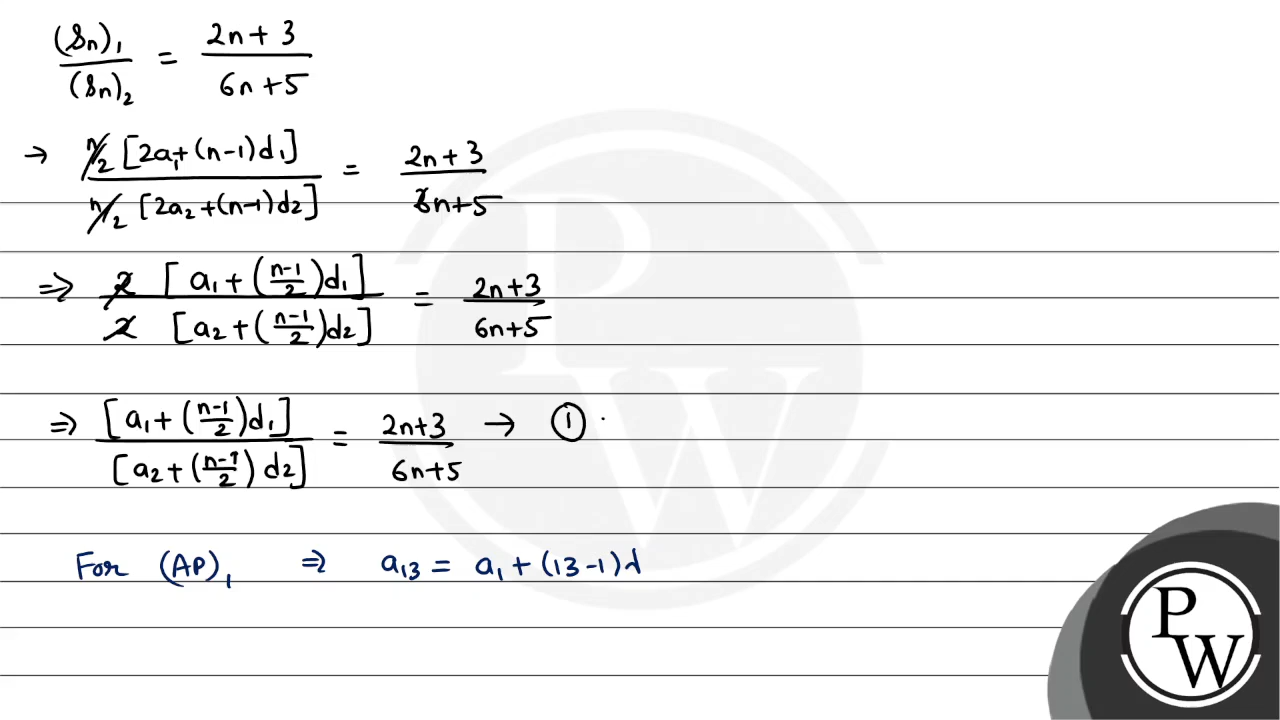 (Sn)₁ / (Sn)₂ = 2n + 3 / 6n + 5
→ n/2 [2a₁ + (n-1)d₁] / n/2 [2a₂ + (n-1)d₂] = 2n + 3 / 6n + 5
⇒ 2 [a₁ + (n-1/2)d₁] / 2 [a₂ + (n-1/2)d₂] = 2n+3 / 6n+5
⇒ [a₁ + (n-1/2)d₁] / [a₂ + (n-1/2)d₂] = 2n+3 / 6n+5 → ①
For (AP)₁ ⇒ a₁₃ = a₁ + (13-1)d
PW
PW